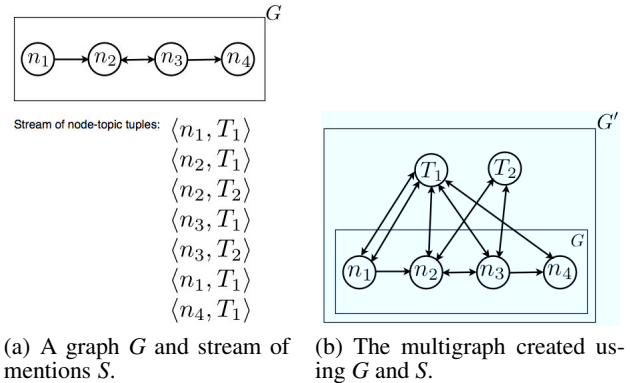 G
n1 n2 n3 n4
Stream of node-topic tuples: ⟨n1, T1⟩
⟨n2, T1⟩
⟨n2, T2⟩
⟨n3, T1⟩
⟨n3, T2⟩
⟨n1, T1⟩
⟨n4, T1⟩
(a) A graph G and stream of
mentions S.
G′
T1 T2
G
n1 n2 n3 n4
(b) The multigraph created us-
ing G and S.